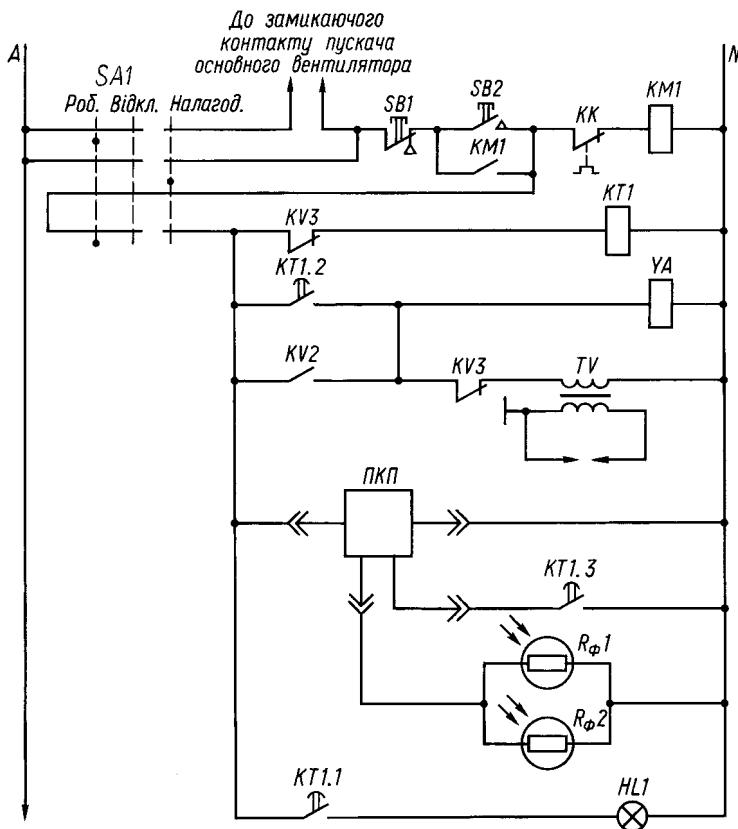 До замикаючого
контакту пускача
основного вентилятора
A
N
SA1
Роб. Відкл. Налагод.
SB1
SB2
KM1
KK
KM1
KV3
KT1
KT1.2
YA
KV2
KV3
TV
ПКП
KT1.3
RФ1
RФ2
KT1.1
HL1